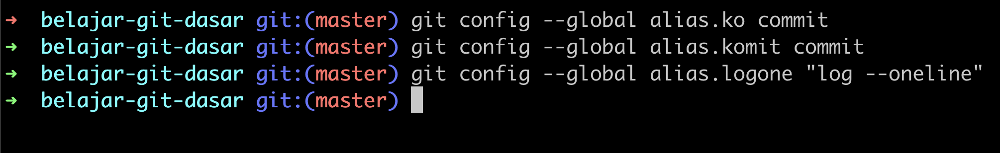 ➜  belajar-git-dasar git:(master) git config --global alias.ko commit
➜  belajar-git-dasar git:(master) git config --global alias.komit commit
➜  belajar-git-dasar git:(master) git config --global alias.logone "log --oneline"
➜  belajar-git-dasar git:(master)